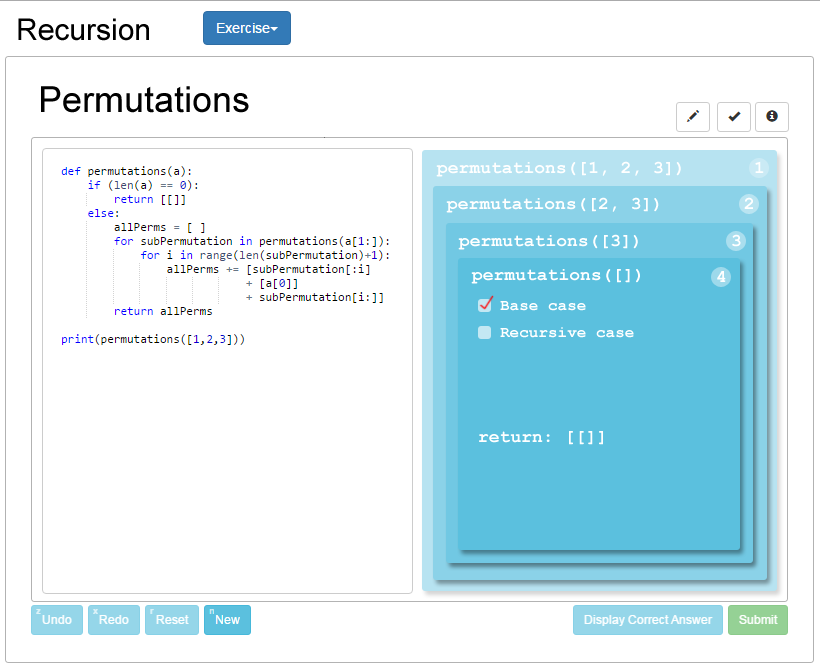 Recursion
Exercise
Permutations
def permutations(a):
    if (len(a) == 0):
        return [[]]
    else:
        allPerms = [ ]
        for subPermutation in permutations(a[1:]):
            for i in range(len(subPermutation)+1):
                allPerms += [subPermutation[:i]
                            + [a[0]]
                            + subPermutation[i:]]
        return allPerms
print(permutations([1,2,3]))
permutations([1, 2, 3]) 1
permutations([2, 3]) 2
permutations([3]) 3
permutations([]) 4
Base case
Recursive case
return: [[]]
z Undo
x Redo
r Reset
n New
Display Correct Answer
Submit